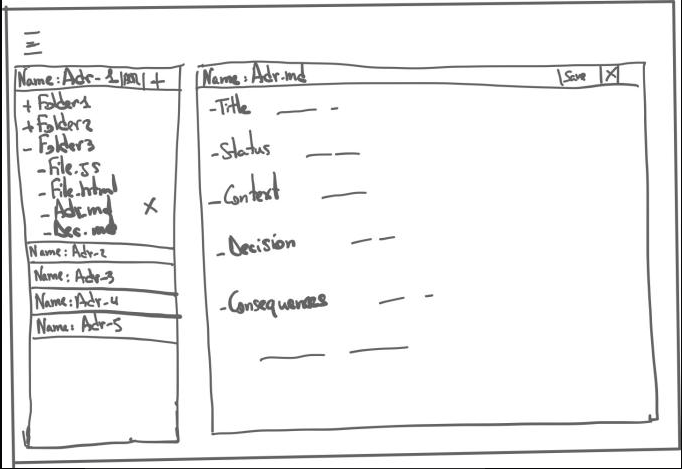 Name: Adr-1 +
+ Folder1
+ Folder2
- Folder3
- File.JS
- File.html
- Adr.md X
- Dec.md
Name: Adr-2
Name: Adr-3
Name: Adr-4
Name: Adr-5
Name: Adr.md Save X
- Title
- Status
- Context
- Decision
- Consequences